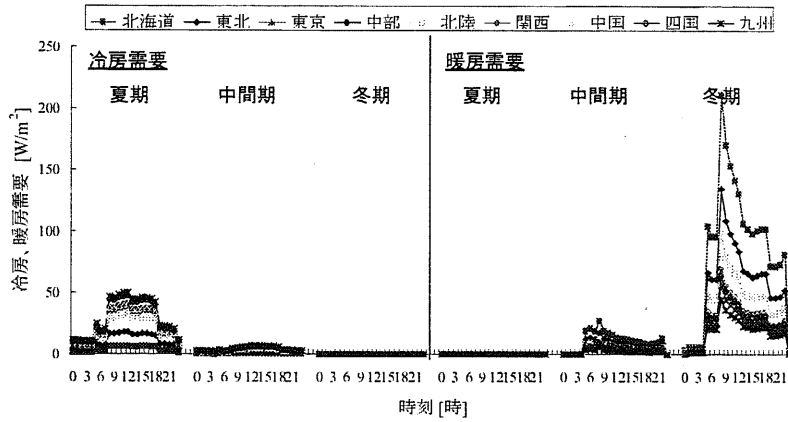 北海道 東北 東京 中部 北陸 関西 中国 四国 九州
冷房需要 暖房需要
夏期 中間期 冬期 夏期 中間期 冬期
250
200
150
100
50
0
冷房、暖房需要 [W/m²]
0 3 6 9 12151821 0 3 6 9 12151821 0 3 6 9 12151821 0 3 6 9 12151821 0 3 6 9 12151821 0 3 6 9 12151821
時刻 [時]